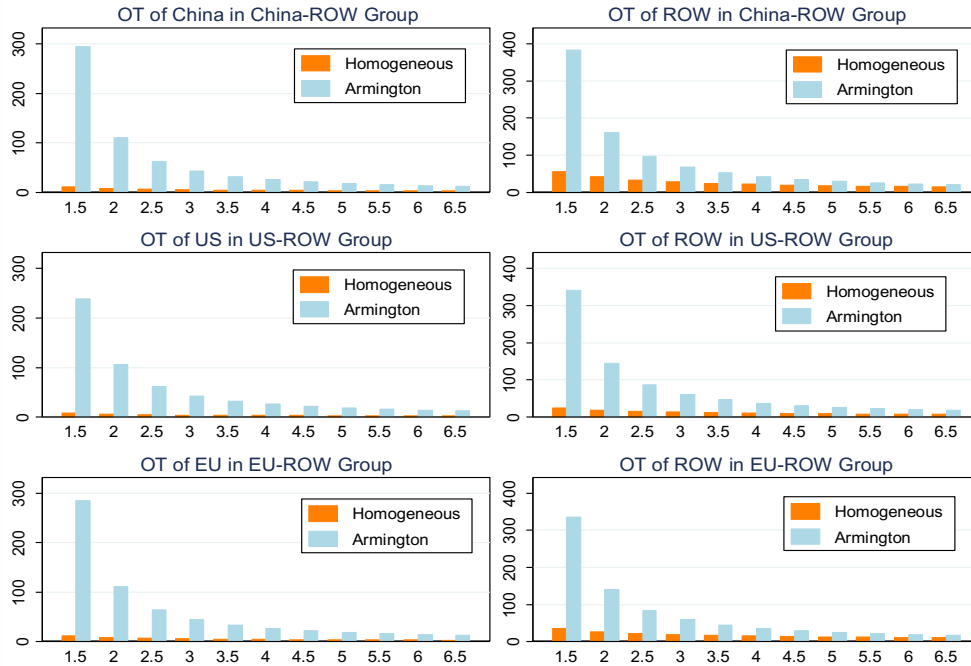 OT of China in China-ROW Group
300
200
100
0
Homogeneous
Armington
1.5 2 2.5 3 3.5 4 4.5 5 5.5 6 6.5
OT of ROW in China-ROW Group
400
300
200
100
0
Homogeneous
Armington
1.5 2 2.5 3 3.5 4 4.5 5 5.5 6 6.5
OT of US in US-ROW Group
300
200
100
0
Homogeneous
Armington
1.5 2 2.5 3 3.5 4 4.5 5 5.5 6 6.5
OT of ROW in US-ROW Group
400
300
200
100
0
Homogeneous
Armington
1.5 2 2.5 3 3.5 4 4.5 5 5.5 6 6.5
OT of EU in EU-ROW Group
300
200
100
0
Homogeneous
Armington
1.5 2 2.5 3 3.5 4 4.5 5 5.5 6 6.5
OT of ROW in EU-ROW Group
400
300
200
100
0
Homogeneous
Armington
1.5 2 2.5 3 3.5 4 4.5 5 5.5 6 6.5